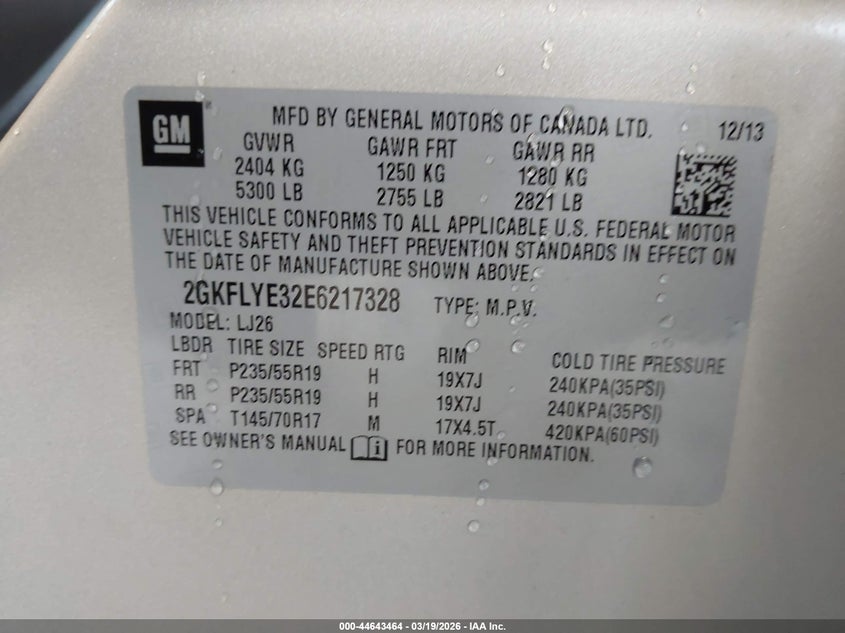 GM
MFD BY GENERAL MOTORS OF CANADA LTD. 12/13
GVWR GAWR FRT GAWR RR
2404 KG 1250 KG 1280 KG
5300 LB 2755 LB 2821 LB
THIS VEHICLE CONFORMS TO ALL APPLICABLE U.S. FEDERAL MOTOR
VEHICLE SAFETY AND THEFT PREVENTION STANDARDS IN EFFECT ON
THE DATE OF MANUFACTURE SHOWN ABOVE.
2GKFLYE32E6217328 TYPE: M.P.V.
MODEL: LJ26
LBDR TIRE SIZE SPEED RTG RIM COLD TIRE PRESSURE
FRT P235/55R19 H 19X7J 240KPA(35PSI)
RR P235/55R19 H 19X7J 240KPA(35PSI)
SPA T145/70R17 M 17X4.5T 420KPA(60PSI)
SEE OWNER'S MANUAL FOR MORE INFORMATION.
000-44643464 - 03/19/2026 - IAA Inc.